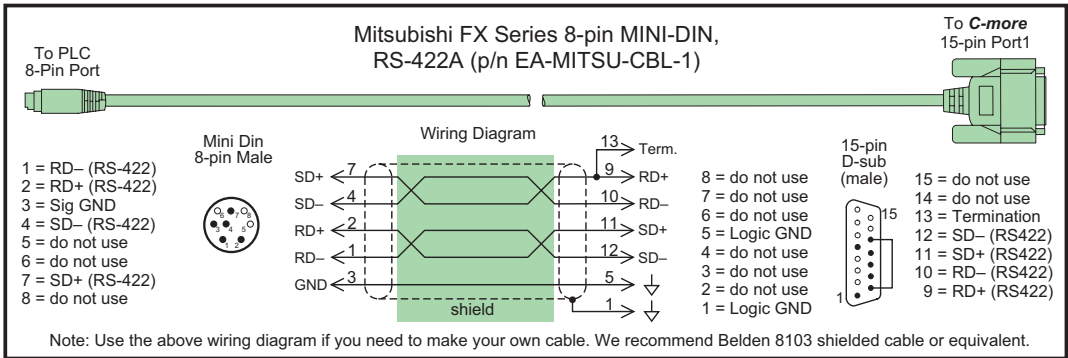 Mitsubishi FX Series 8-pin MINI-DIN,
RS-422A (p/n EA-MITSU-CBL-1)
To PLC
8-Pin Port
To C-more
15-pin Port1
Mini Din
8-pin Male
1 = RD– (RS-422)
2 = RD+ (RS-422)
3 = Sig GND
4 = SD– (RS-422)
5 = do not use
6 = do not use
7 = SD+ (RS-422)
8 = do not use
6 7 8
3 4 5
1 2
Wiring Diagram
13 Term.
SD+ 7 9 RD+
SD– 4 10 RD–
RD+ 2 11 SD+
RD– 1 12 SD–
GND 3 5
shield 1
8 = do not use
7 = do not use
6 = do not use
5 = Logic GND
4 = do not use
3 = do not use
2 = do not use
1 = Logic GND
15-pin
D-sub
(male)
15
1
15 = do not use
14 = do not use
13 = Termination
12 = SD– (RS422)
11 = SD+ (RS422)
10 = RD– (RS422)
9 = RD+ (RS422)
Note: Use the above wiring diagram if you need to make your own cable. We recommend Belden 8103 shielded cable or equivalent.